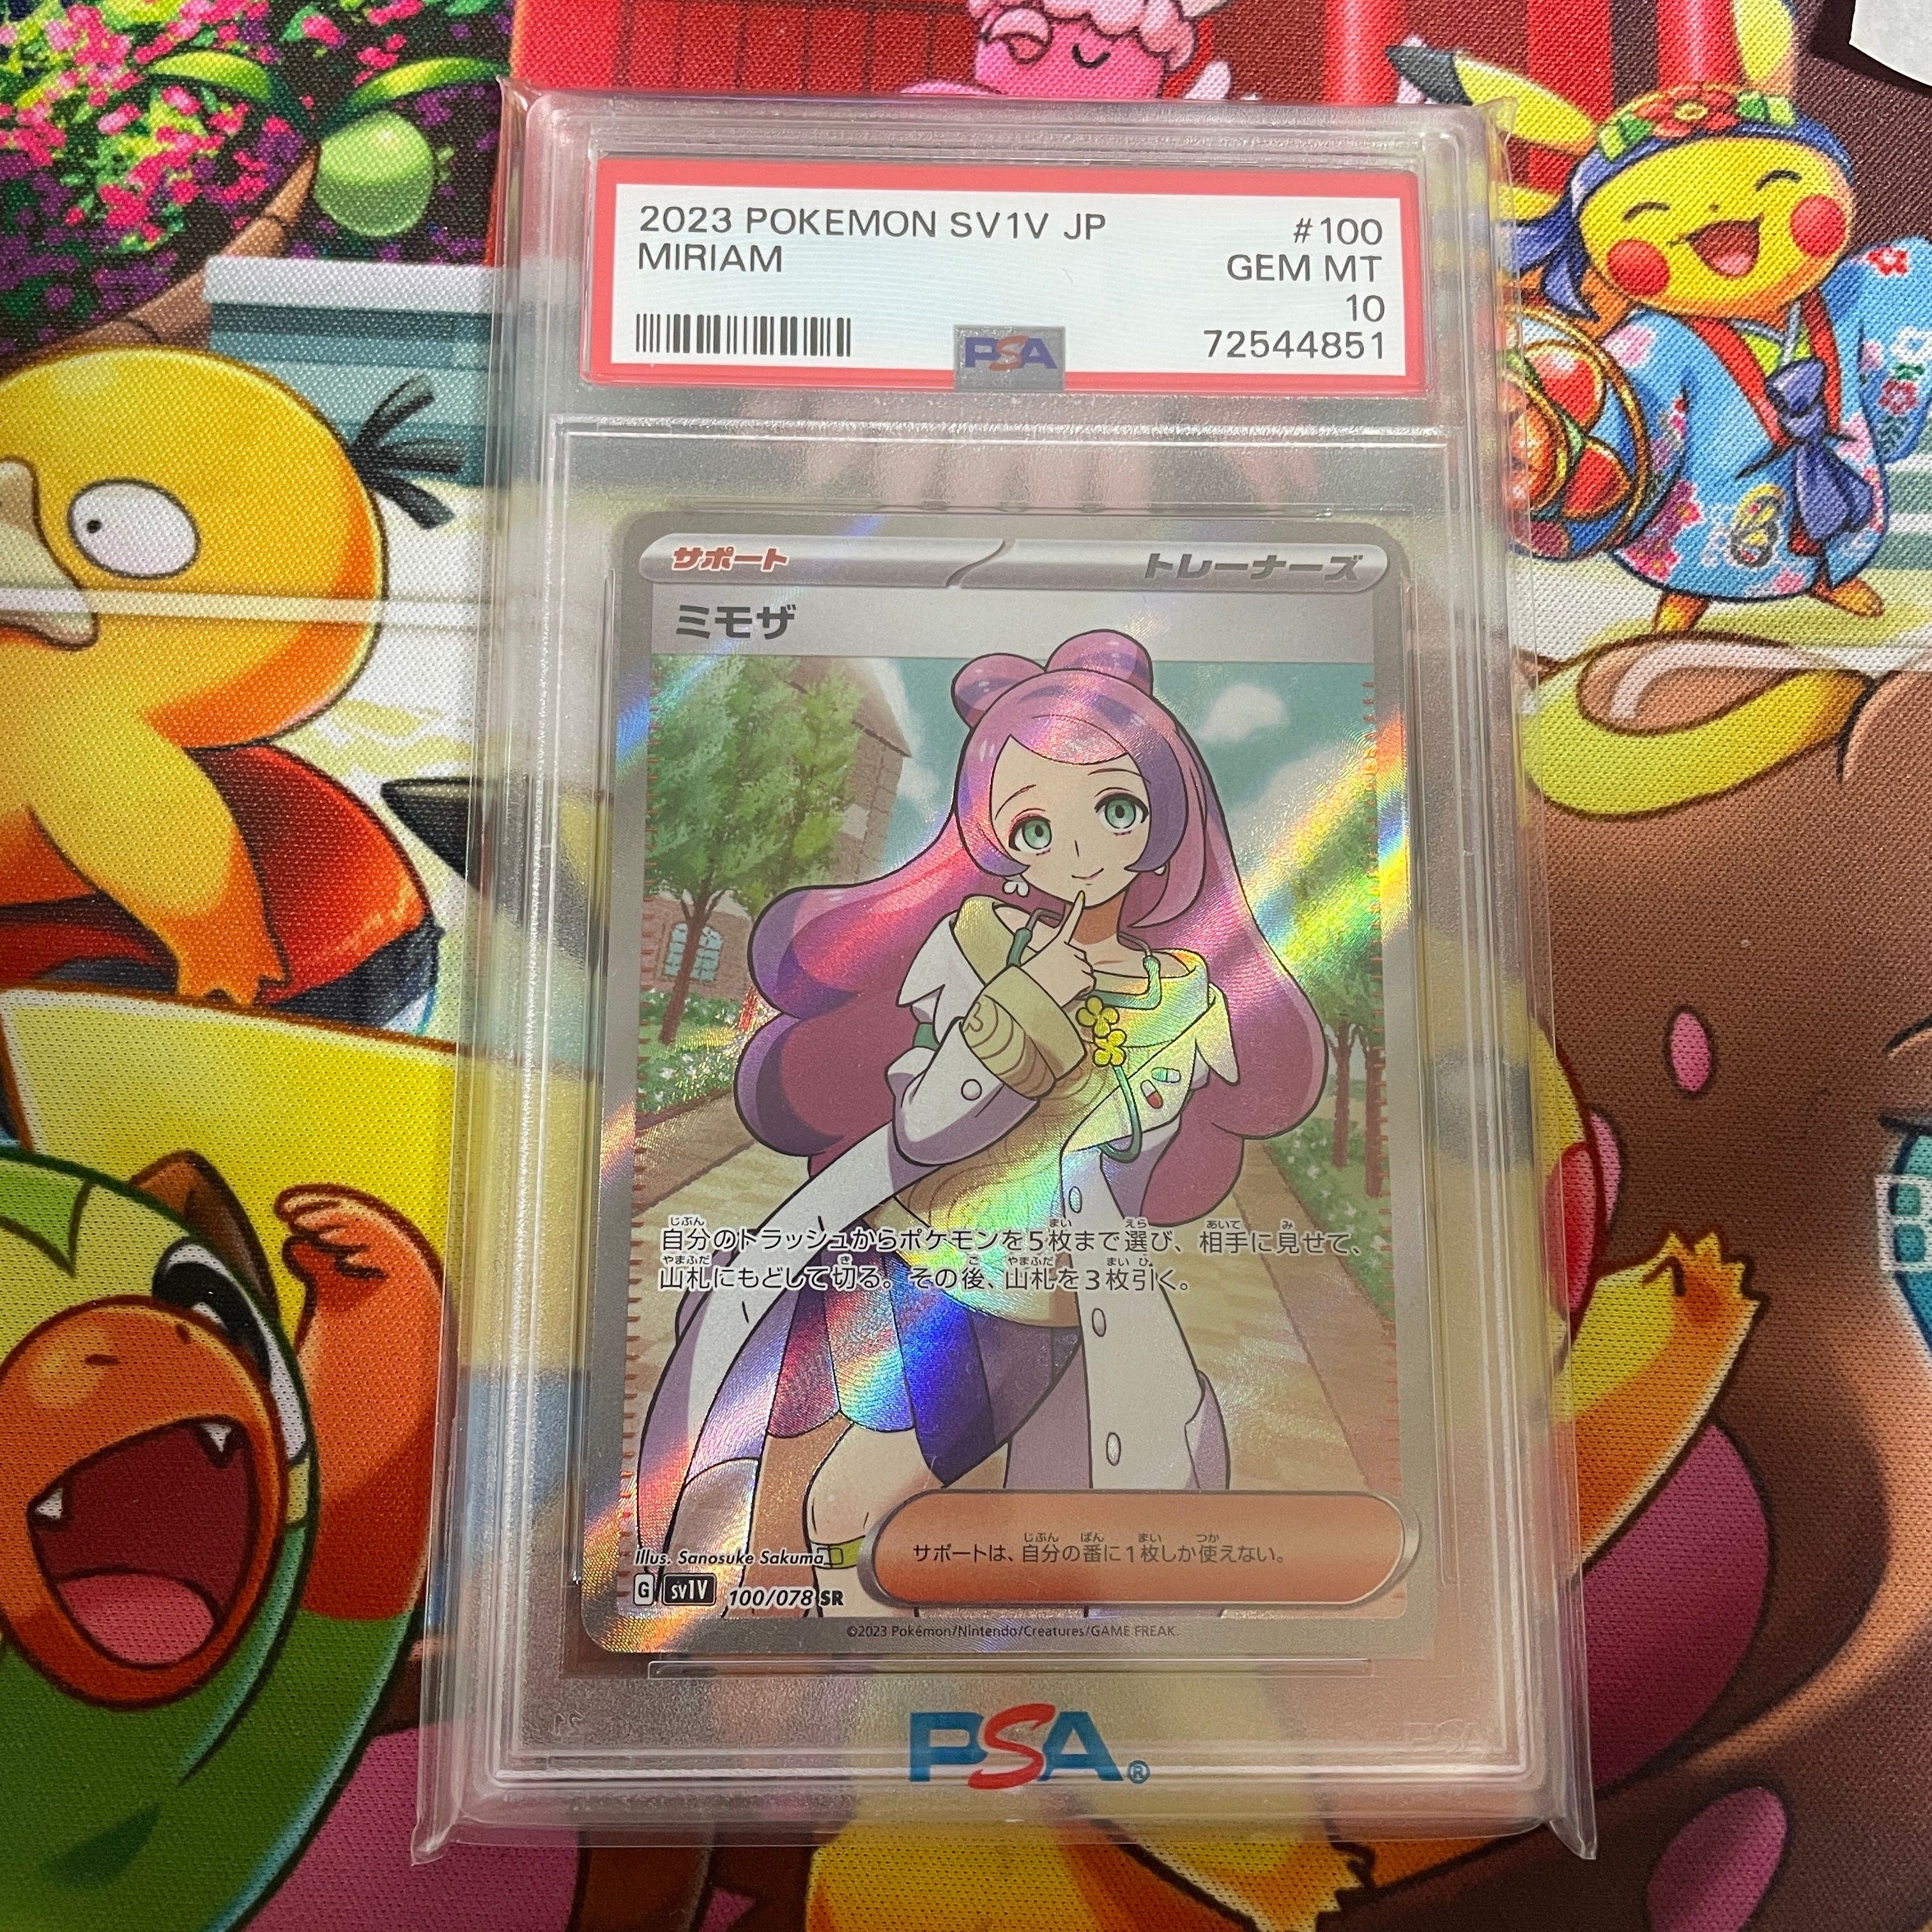 2023 POKEMON SV1V JP
MIRIAM
#100
GEM MT
10
72544851
PSA
サポート
トレーナーズ
ミモザ
自分のトラッシュからポケモンを5枚まで選び、相手に見せて、
山札にもどして切る。その後、山札を3枚引く。
サポートは、自分の番に1枚しか使えない。
Illus. Sanosuke Sakuma
G SV1V 100/078 SR
©2023 Pokémon/Nintendo/Creatures/GAME FREAK.
PSA®